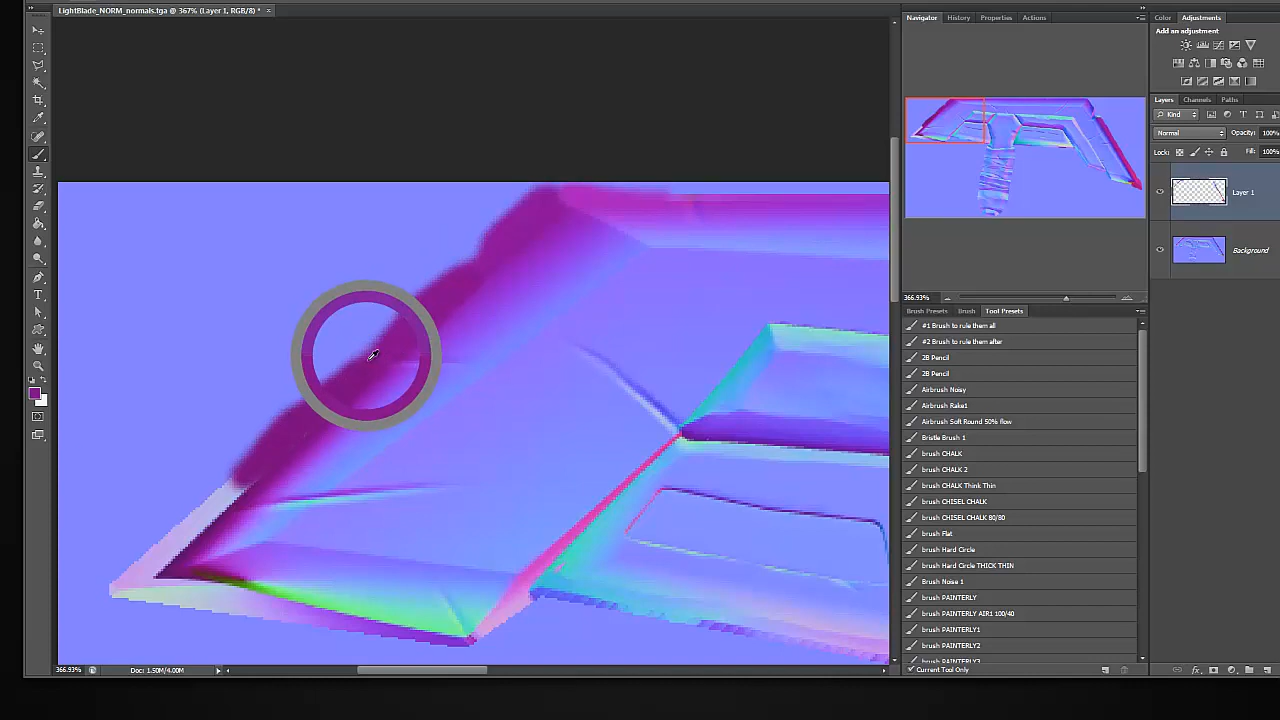 LightBlade_NORM_normals.tga @ 367% (Layer 1, RGB/8) * ×
Navigator History Properties Actions
Color Adjustments
Add an adjustment
Layers Channels Paths
Kind
Normal Opacity: 100%
Lock: Fill: 100%
Layer 1
Background
366.93%
Brush Presets Brush Tool Presets
#1 Brush to rule them all
#2 Brush to rule them after
2B Pencil
2B Pencil
Airbrush Noisy
Airbrush Rake1
Airbrush Soft Round 50% flow
Bristle Brush 1
brush CHALK
brush CHALK 2
brush CHALK Think Thin
brush CHISEL CHALK
brush CHISEL CHALK 80/80
brush Flat
brush Hard Circle
brush Hard Circle THICK THIN
Brush Noise 1
brush PAINTERLY
brush PAINTERLY AIR1 100/40
brush PAINTERLY1
brush PAINTERLY2
brush PAINTERLY3
Current Tool Only
366.93% Doc: 1.50M/4.00M